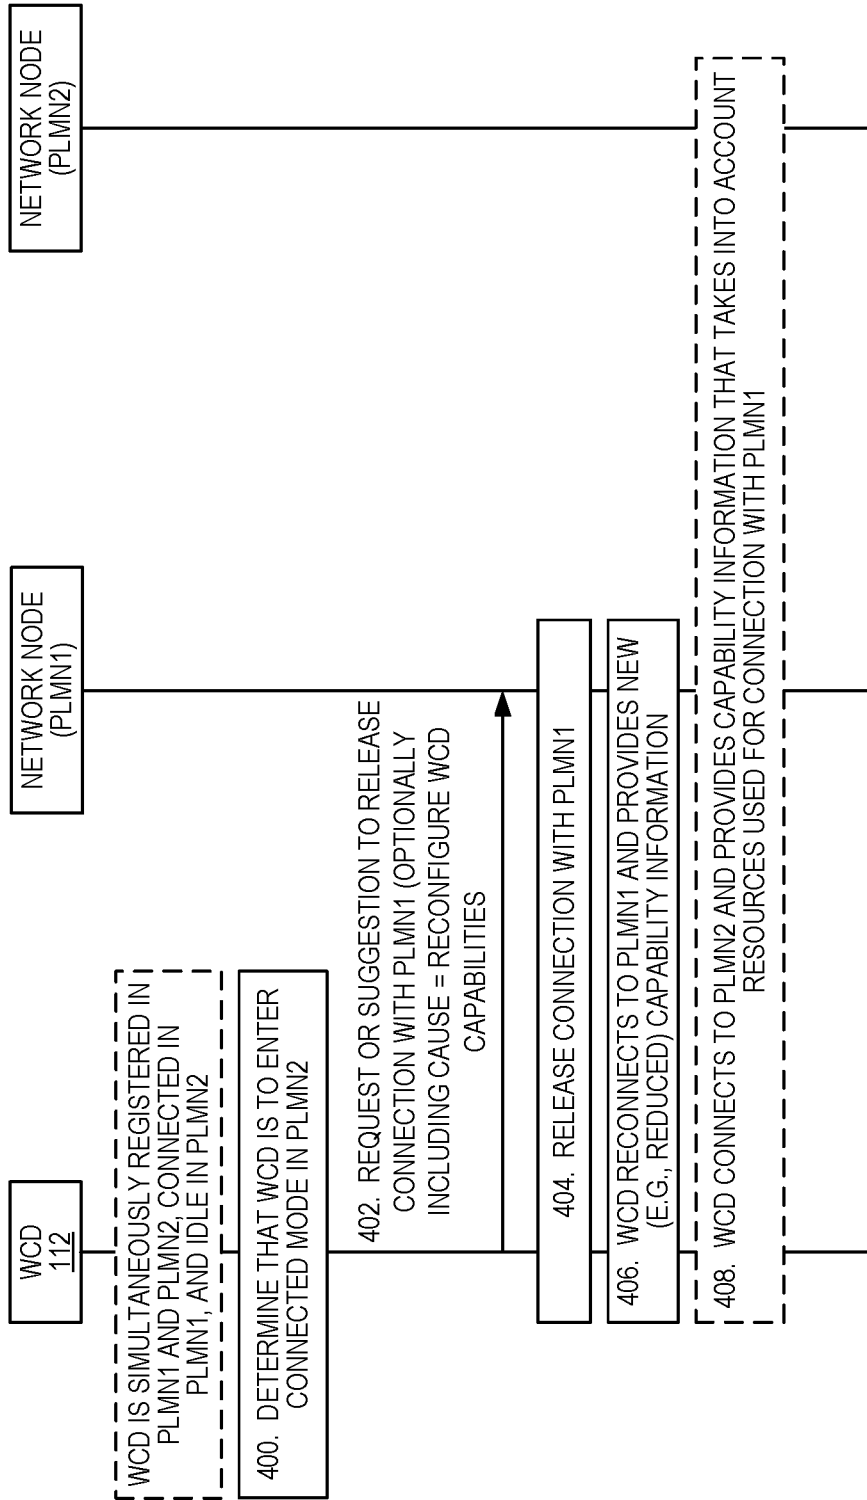 WCD
112
NETWORK NODE
(PLMN1)
NETWORK NODE
(PLMN2)
WCD IS SIMULTANEOUSLY REGISTERED IN
PLMN1 AND PLMN2, CONNECTED IN
PLMN1, AND IDLE IN PLMN2
400. DETERMINE THAT WCD IS TO ENTER
CONNECTED MODE IN PLMN2
402. REQUEST OR SUGGESTION TO RELEASE
CONNECTION WITH PLMN1 (OPTIONALLY
INCLUDING CAUSE = RECONFIGURE WCD
CAPABILITIES
404. RELEASE CONNECTION WITH PLMN1
406. WCD RECONNECTS TO PLMN1 AND PROVIDES NEW
(E.G., REDUCED) CAPABILITY INFORMATION
408. WCD CONNECTS TO PLMN2 AND PROVIDES CAPABILITY INFORMATION THAT TAKES INTO ACCOUNT
RESOURCES USED FOR CONNECTION WITH PLMN1